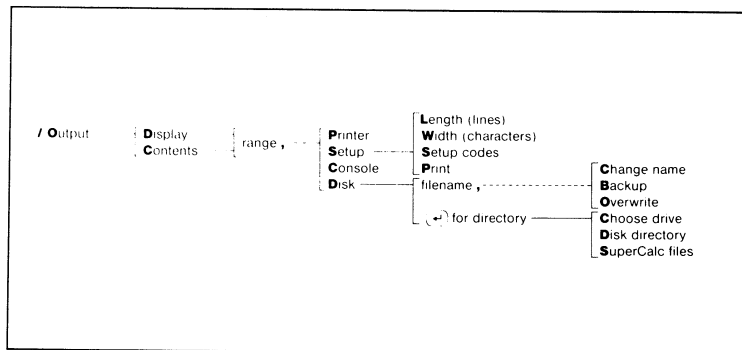 / Output
Display
Contents
range ,
Printer
Setup
Console
Disk
Length (lines)
Width (characters)
Setup codes
Print
filename ,
↵ for directory
Change name
Backup
Overwrite
Choose drive
Disk directory
SuperCalc files